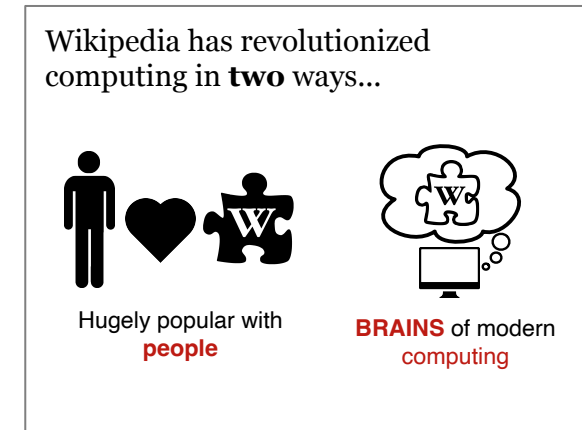 Wikipedia has revolutionized
computing in two ways...
W
W
Hugely popular with
people
BRAINS of modern
computing